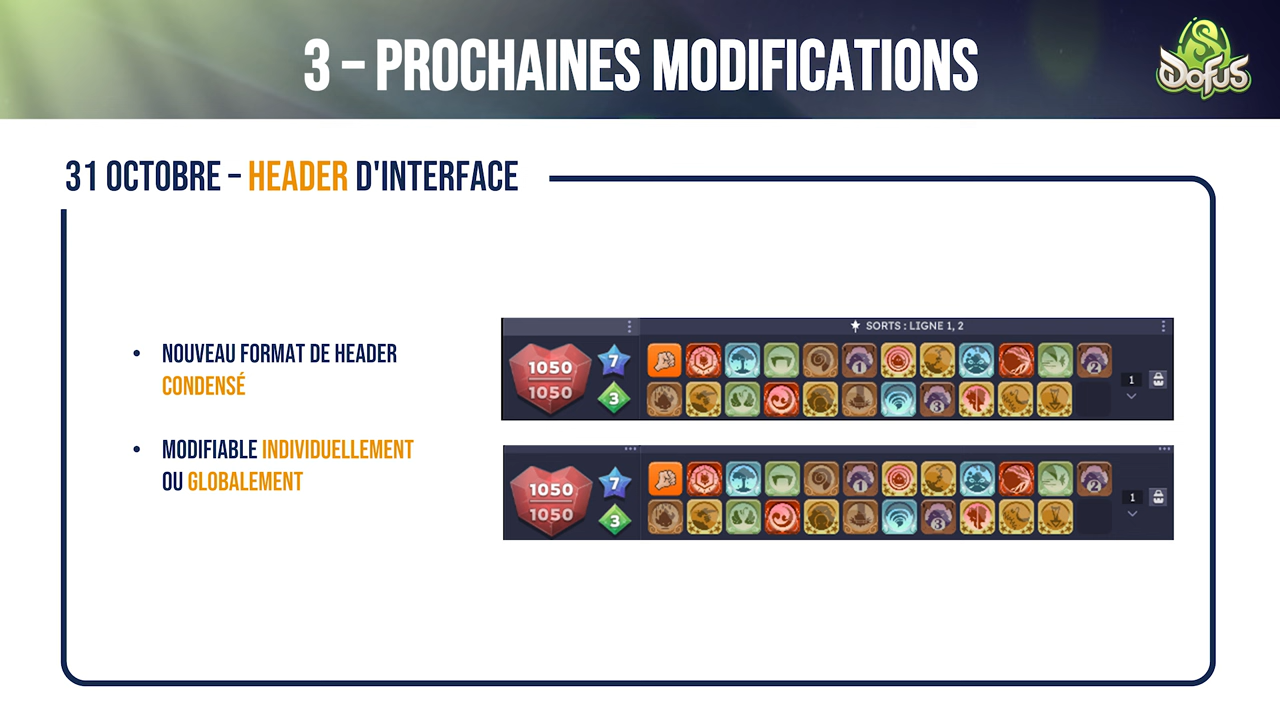 3 – PROCHAINES MODIFICATIONS
DOFUS
31 OCTOBRE – HEADER D'INTERFACE
• NOUVEAU FORMAT DE HEADER
CONDENSÉ
• MODIFIABLE INDIVIDUELLEMENT
OU GLOBALEMENT
SORTS : LIGNE 1, 2
1050
1050
7
3
1
2
3
1
1050
1050
7
3
1
2
3
1